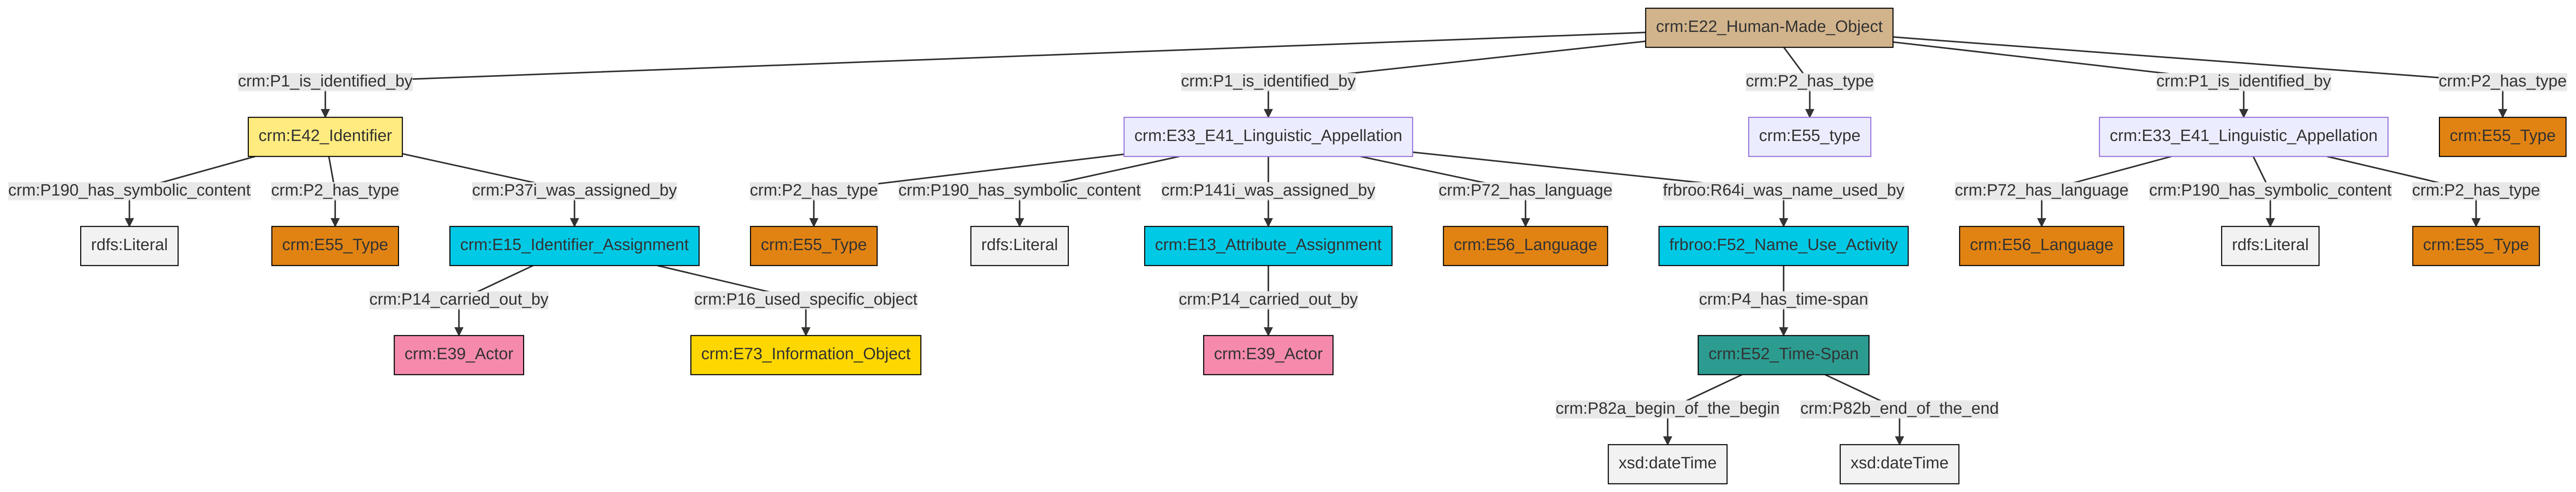 crm:E22_Human-Made_Object
crm:P1_is_identified_by
crm:P1_is_identified_by
crm:P2_has_type
crm:P1_is_identified_by
crm:P2_has_type
crm:E42_Identifier
crm:E33_E41_Linguistic_Appellation
crm:E55_type
crm:E33_E41_Linguistic_Appellation
crm:E55_Type
crm:P190_has_symbolic_content
crm:P2_has_type
crm:P37i_was_assigned_by
crm:P2_has_type
crm:P190_has_symbolic_content
crm:P141i_was_assigned_by
crm:P72_has_language
frbroo:R64i_was_name_used_by
crm:P72_has_language
crm:P190_has_symbolic_content
crm:P2_has_type
rdfs:Literal
crm:E55_Type
crm:E15_Identifier_Assignment
crm:E55_Type
rdfs:Literal
crm:E13_Attribute_Assignment
crm:E56_Language
frbroo:F52_Name_Use_Activity
crm:E56_Language
rdfs:Literal
crm:E55_Type
crm:P14_carried_out_by
crm:P16_used_specific_object
crm:P14_carried_out_by
crm:P4_has_time-span
crm:E39_Actor
crm:E73_Information_Object
crm:E39_Actor
crm:E52_Time-Span
crm:P82a_begin_of_the_begin
crm:P82b_end_of_the_end
xsd:dateTime
xsd:dateTime